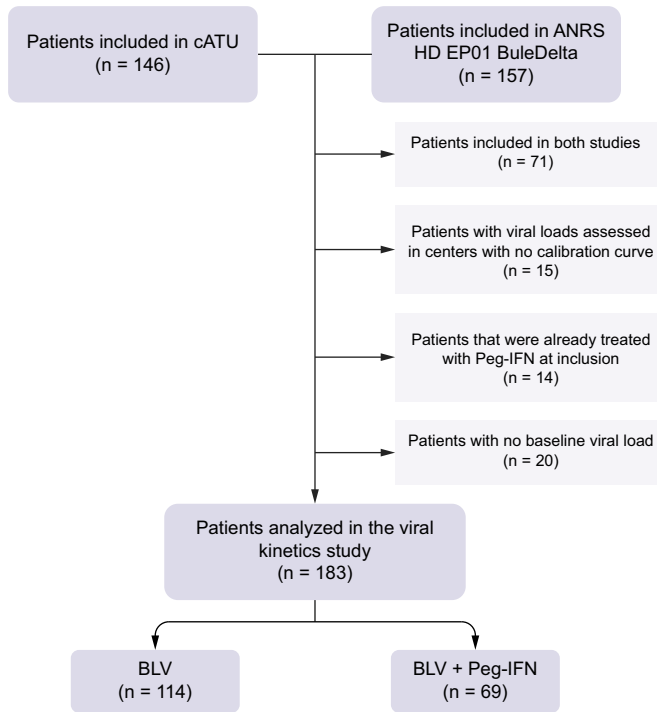 Patients included in cATU
(n = 146)
Patients included in ANRS
HD EP01 BuleDelta
(n = 157)
Patients included in both studies
(n = 71)
Patients with viral loads assessed
in centers with no calibration curve
(n = 15)
Patients that were already treated
with Peg-IFN at inclusion
(n = 14)
Patients with no baseline viral load
(n = 20)
Patients analyzed in the viral
kinetics study
(n = 183)
BLV
(n = 114)
BLV + Peg-IFN
(n = 69)